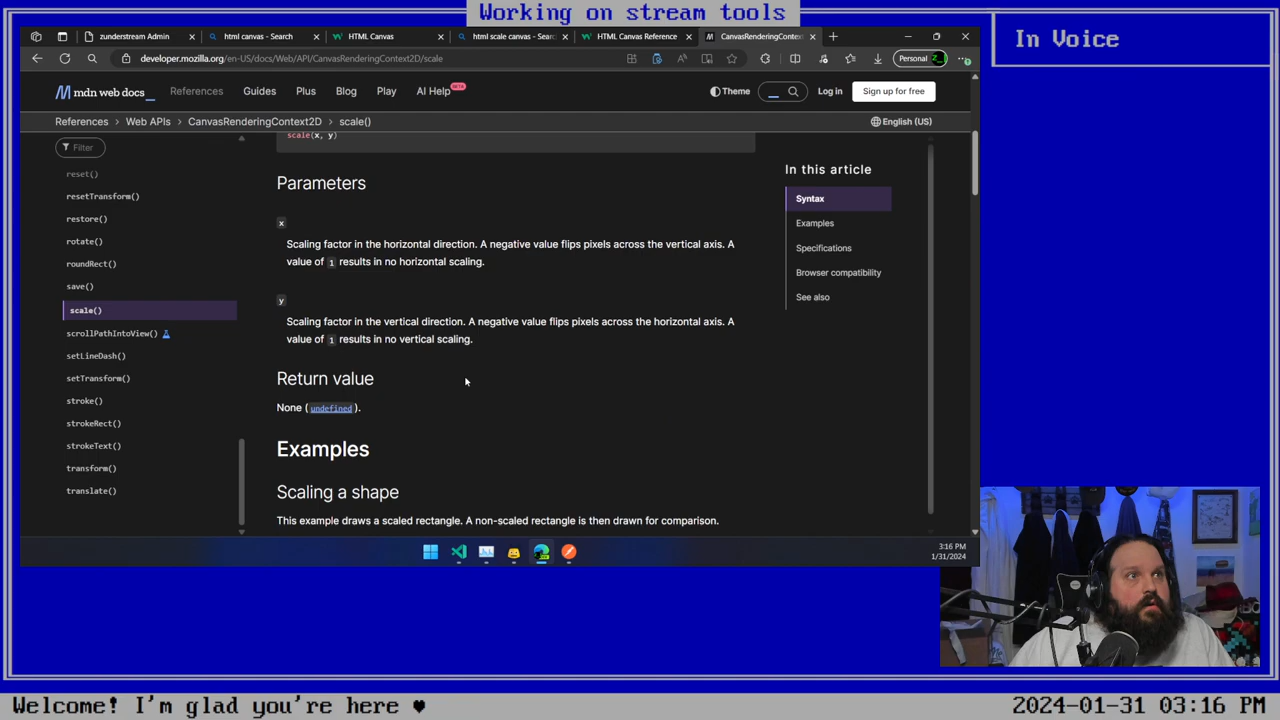 Working on stream tools
In Voice
zunderstream Admin
html canvas - Search
HTML Canvas
html scale canvas - Searc
HTML Canvas Reference
CanvasRenderingContext
developer.mozilla.org/en-US/docs/Web/API/CanvasRenderingContext2D/scale
Personal
mdn web docs_
References
Guides
Plus
Blog
Play
AI Help BETA
Theme
Log in
Sign up for free
References
Web APIs
CanvasRenderingContext2D
scale()
English (US)
Filter
reset()
resetTransform()
restore()
rotate()
roundRect()
save()
scale()
scrollPathIntoView()
setLineDash()
setTransform()
stroke()
strokeRect()
strokeText()
transform()
translate()
scale(x, y)
Parameters
x
Scaling factor in the horizontal direction. A negative value flips pixels across the vertical axis. A
value of 1 results in no horizontal scaling.
y
Scaling factor in the vertical direction. A negative value flips pixels across the horizontal axis. A
value of 1 results in no vertical scaling.
Return value
None (undefined).
Examples
Scaling a shape
This example draws a scaled rectangle. A non-scaled rectangle is then drawn for comparison.
In this article
Syntax
Examples
Specifications
Browser compatibility
See also
3:16 PM
1/31/2024
Welcome! I'm glad you're here ♥
2024-01-31 03:16 PM